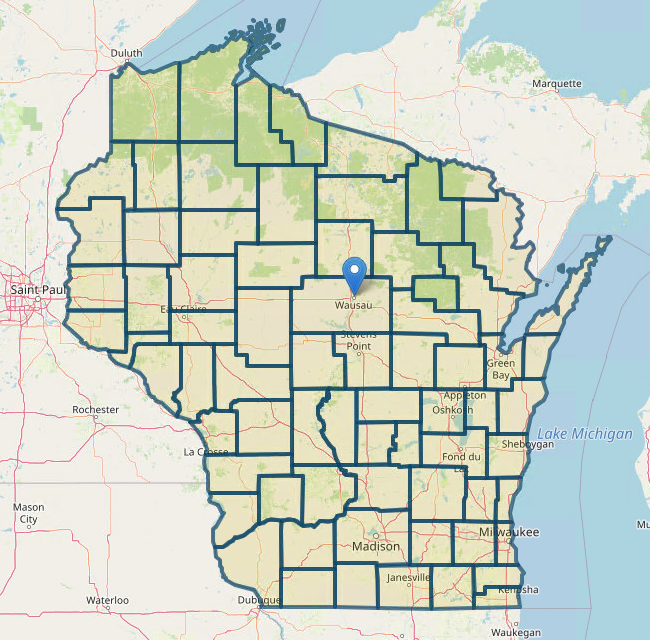 Duluth
Marquette
Saint Paul
Wausau
Eau Claire
Stevens
Point
Green
Bay
Appleton
Oshkosh
Rochester
Lake Michigan
La Crosse
Sheboygan
Fond du
Lac
Mason
City
Milwaukee
Madison
Janesville
Kenosha
Waterloo
Dubuque
Waukegan